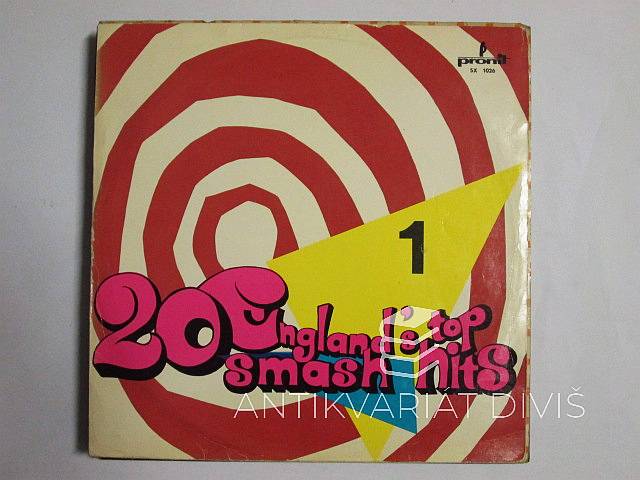 pronit
SX 1026
1
20 England's top
smash hits
ANTIKVARIAT DIVIŠ